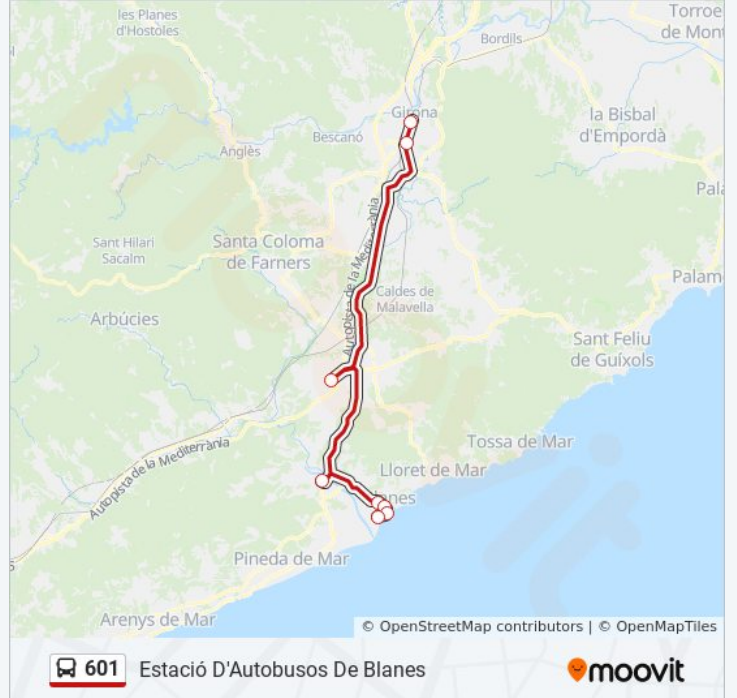 les Planes
d'Hostoles
Torroe
de Mont
Bordils
Girona
la Bisbal
d'Empordà
Bescanó
Anglès
Pala
Autopista de la Mediterrània
Sant Hilari
Sacalm
Santa Coloma
de Farners
Palam
Caldes de
Malavella
Arbúcies
Sant Feliu
de Guíxols
Tossa de Mar
Autopista de la Mediterrània
Lloret de Mar
lanes
Pineda de Mar
Arenys de Mar
© OpenStreetMap contributors | © OpenMapTiles
601 Estació D'Autobusos De Blanes
moovit